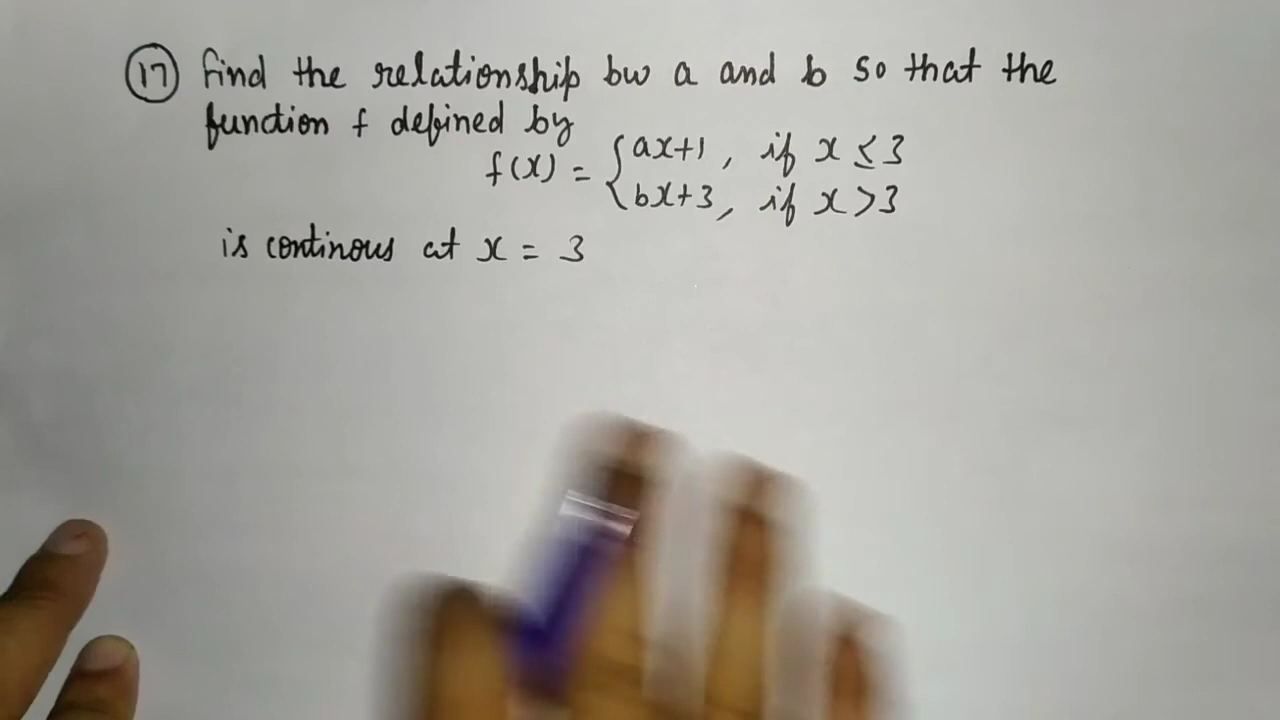 17 Find the relationship bw a and b so that the
function f defined by
f(x) = { ax+1, if x ≤ 3
bx+3, if x > 3
is continous at x = 3